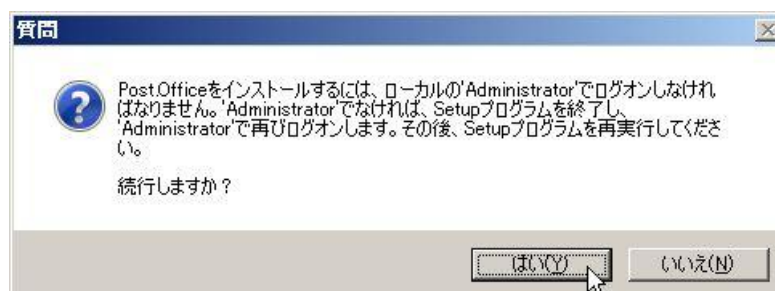 質問
Post.Officeをインストールするには、ローカルの'Administrator'でログオンしなけれ
ばなりません。'Administrator'でなければ、Setupプログラムを終了し、
'Administrator'で再びログオンします。その後、Setupプログラムを再実行してくださ
い。
続行しますか？
はい(Y)
いいえ(N)